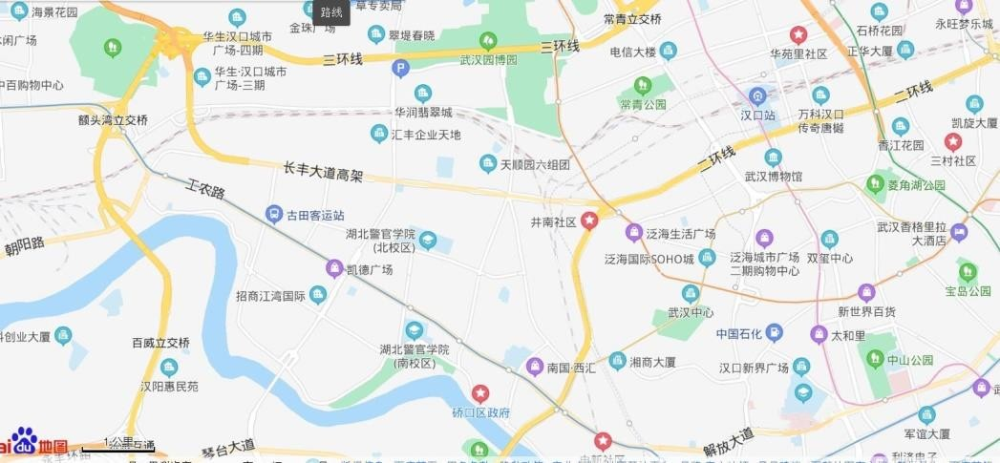 海景花园
路线
草专卖局
常青立交桥
石桥花园
永旺梦乐城
华生汉口城市
广场-四期
金珠广场
翠堤春晓
三环线
武汉园博园
三环线
电信大楼
华苑里社区
正华大厦
华生·汉口城市
广场-三期
中百购物中心
华润翡翠城
常青公园
汉口站
万科汉口
传奇唐樾
二环线
凯旋大厦
额头湾立交桥
汇丰企业天地
香江花园
三村社区
长丰大道高架
天顺园六组团
二环线
武汉博物馆
菱角湖公园
工农路
古田客运站
井南社区
泛海生活广场
武汉香格里拉
大酒店
朝阳路
湖北警官学院
(北校区)
凯德广场
泛海国际SOHO城
泛海城市广场
二期购物中心
双玺中心
宝岛公园
招商江湾国际
武汉中心
新世界百货
科创业大厦
百威立交桥
湖北警官学院
(南校区)
中国石化
太和里
汉阳惠民苑
南国·西汇
湘商大厦
汉口新界广场
中山公园
硚口区政府
军谊大厦
Baidu地图
1公里
琴台大道
解放大道